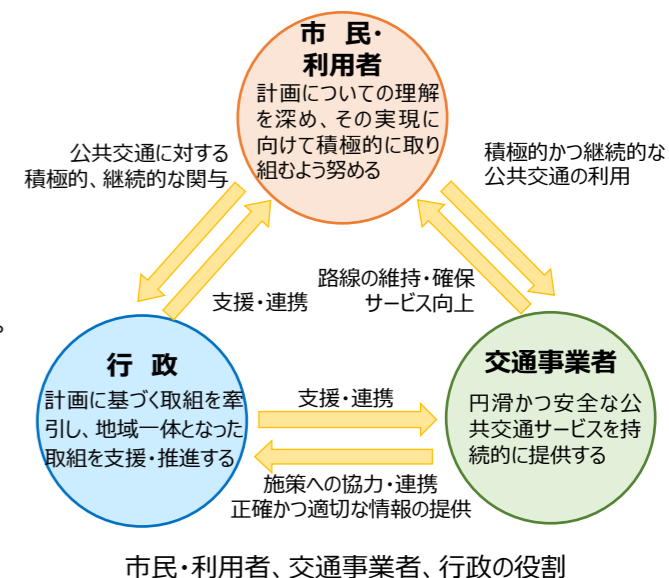 市 民・
利用者
計画についての理解
を深め、その実現に
向けて積極的に取り
組むよう努める
公共交通に対する
積極的、継続的な関与
積極的かつ継続的な
公共交通の利用
支援・連携
路線の維持・確保
サービス向上
。
行 政
計画に基づく取組を牽
引し、地域一体となった
取組を支援・推進する
支援・連携
施策への協力・連携
正確かつ適切な情報の提供
交通事業者
円滑かつ安全な公
共交通サービスを持
続的に提供する
市民・利用者、交通事業者、行政の役割